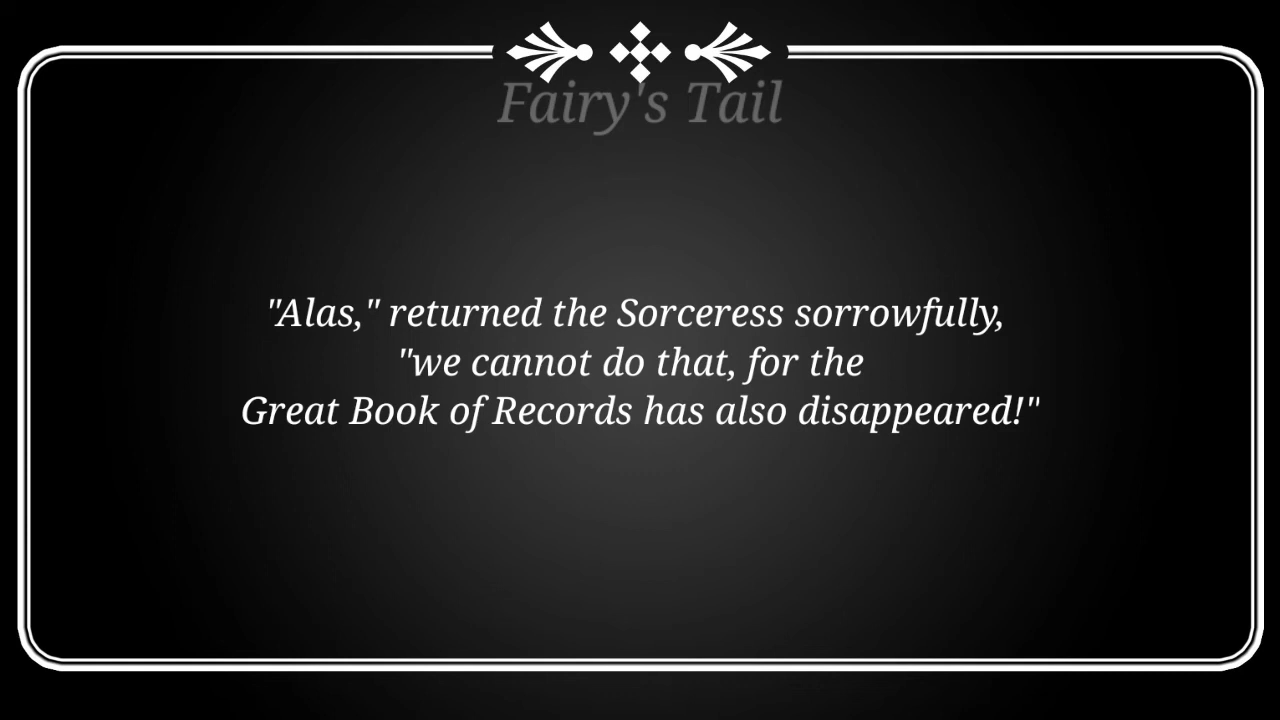 Fairy's Tail
"Alas," returned the Sorceress sorrowfully,
"we cannot do that, for the
Great Book of Records has also disappeared!"